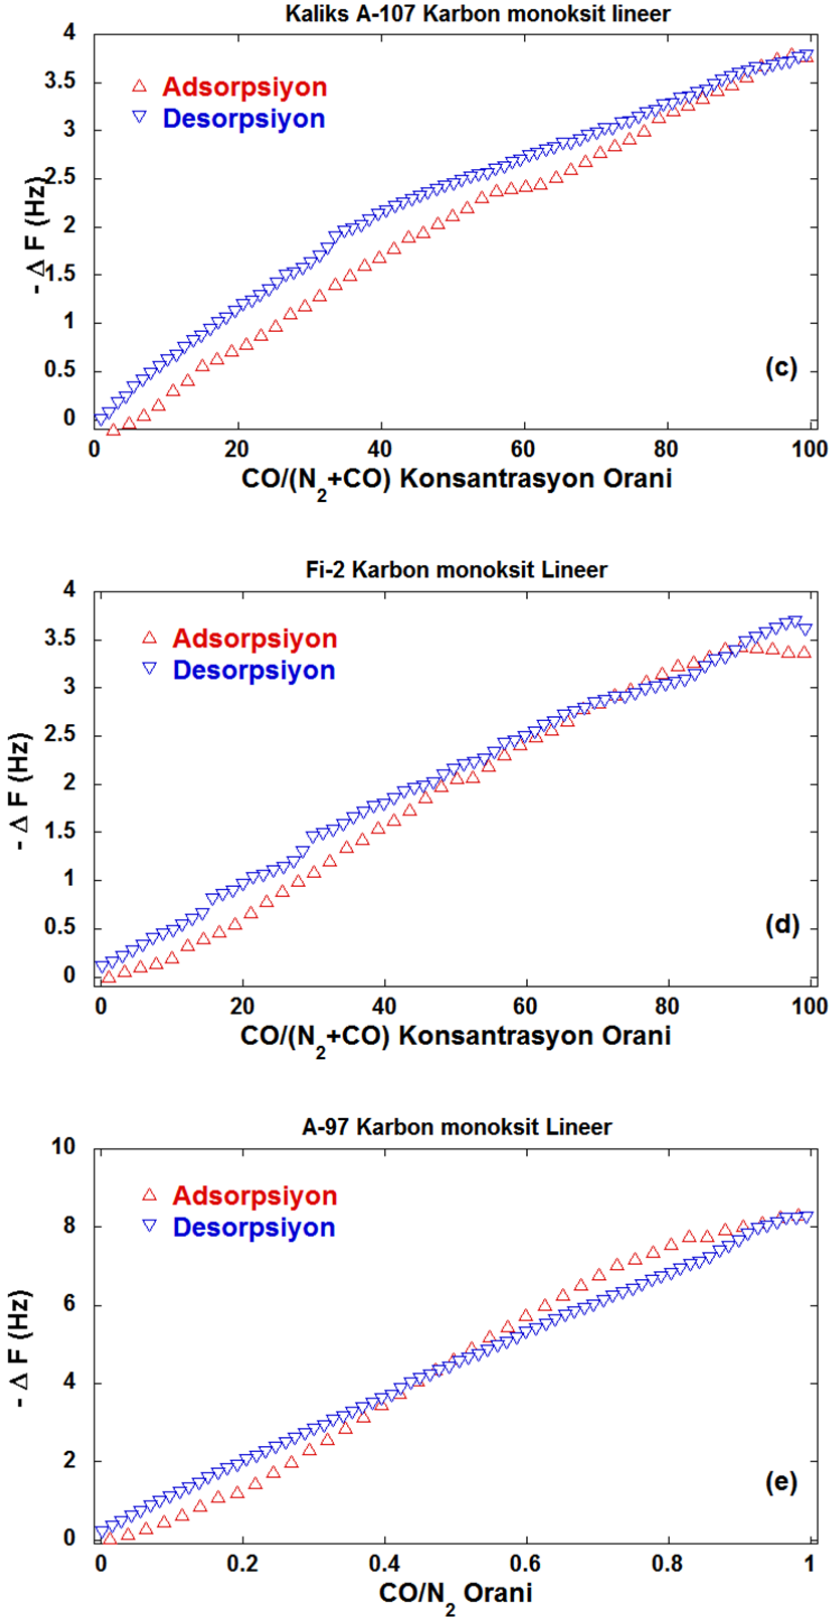 Kaliks A-107 Karbon monoksit lineer
4
3.5
3
2.5
2
1.5
1
0.5
0
- Δ F (Hz)
Adsorpsiyon
Desorpsiyon
(c)
0 20 40 60 80 100
CO/(N2+CO) Konsantrasyon Orani
Fi-2 Karbon monoksit Lineer
4
3.5
3
2.5
2
1.5
1
0.5
0
- Δ F (Hz)
Adsorpsiyon
Desorpsiyon
(d)
0 20 40 60 80 100
CO/(N2+CO) Konsantrasyon Orani
A-97 Karbon monoksit Lineer
10
8
6
4
2
0
- Δ F (Hz)
Adsorpsiyon
Desorpsiyon
(e)
0 0.2 0.4 0.6 0.8 1
CO/N2 Orani